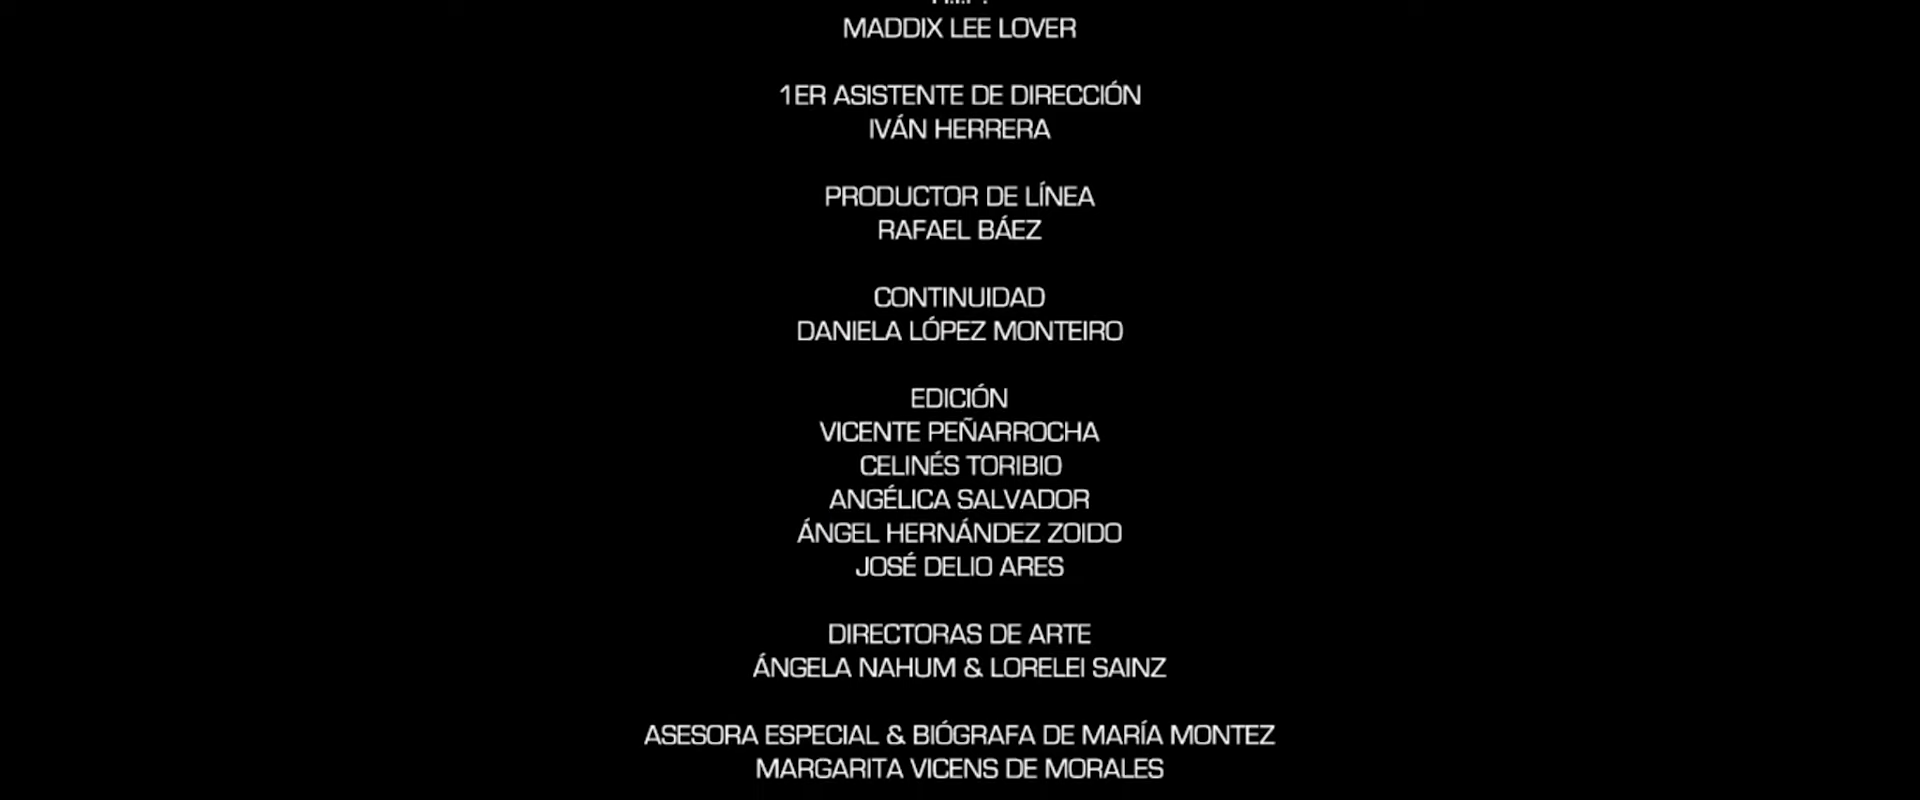 MADDIX LEE LOVER
1ER ASISTENTE DE DIRECCIÓN
IVÁN HERRERA
PRODUCTOR DE LÍNEA
RAFAEL BÁEZ
CONTINUIDAD
DANIELA LÓPEZ MONTEIRO
EDICIÓN
VICENTE PEÑARROCHA
CELINÉS TORIBIO
ANGÉLICA SALVADOR
ÁNGEL HERNÁNDEZ ZOIDO
JOSÉ DELIO ARES
DIRECTORAS DE ARTE
ÁNGELA NAHUM & LORELEI SAINZ
ASESORA ESPECIAL & BIÓGRAFA DE MARÍA MONTEZ
MARGARITA VICENS DE MORALES